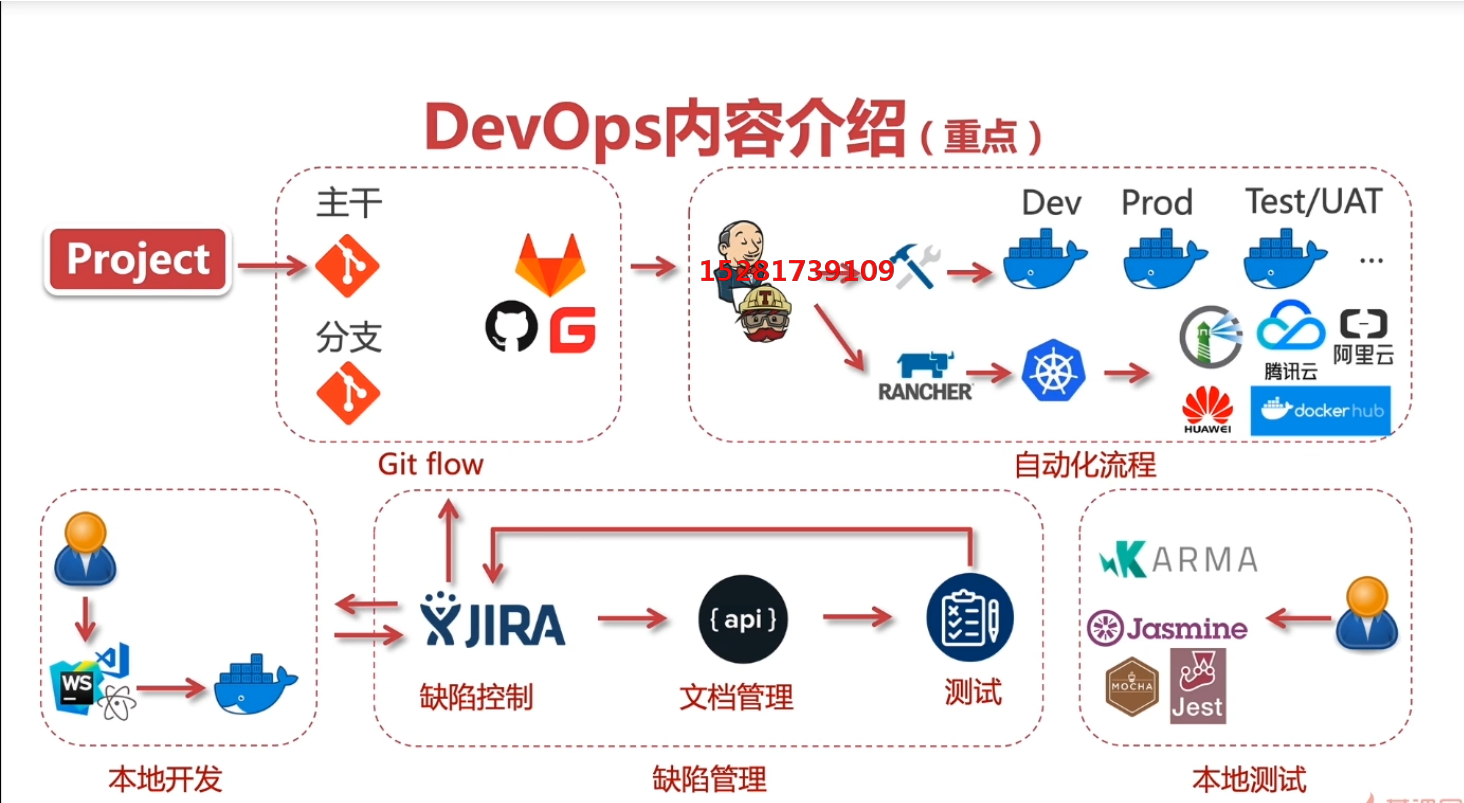 DevOps内容介绍（重点）
Project
主干
分支
Git flow
15281739109
T
Dev
Prod
Test/UAT
...
RANCHER
腾讯云
阿里云
HUAWEI
docker hub
自动化流程
WS
本地开发
JIRA
缺陷控制
{api}
文档管理
测试
缺陷管理
KARMA
Jasmine
MOCHA
Jest
本地测试